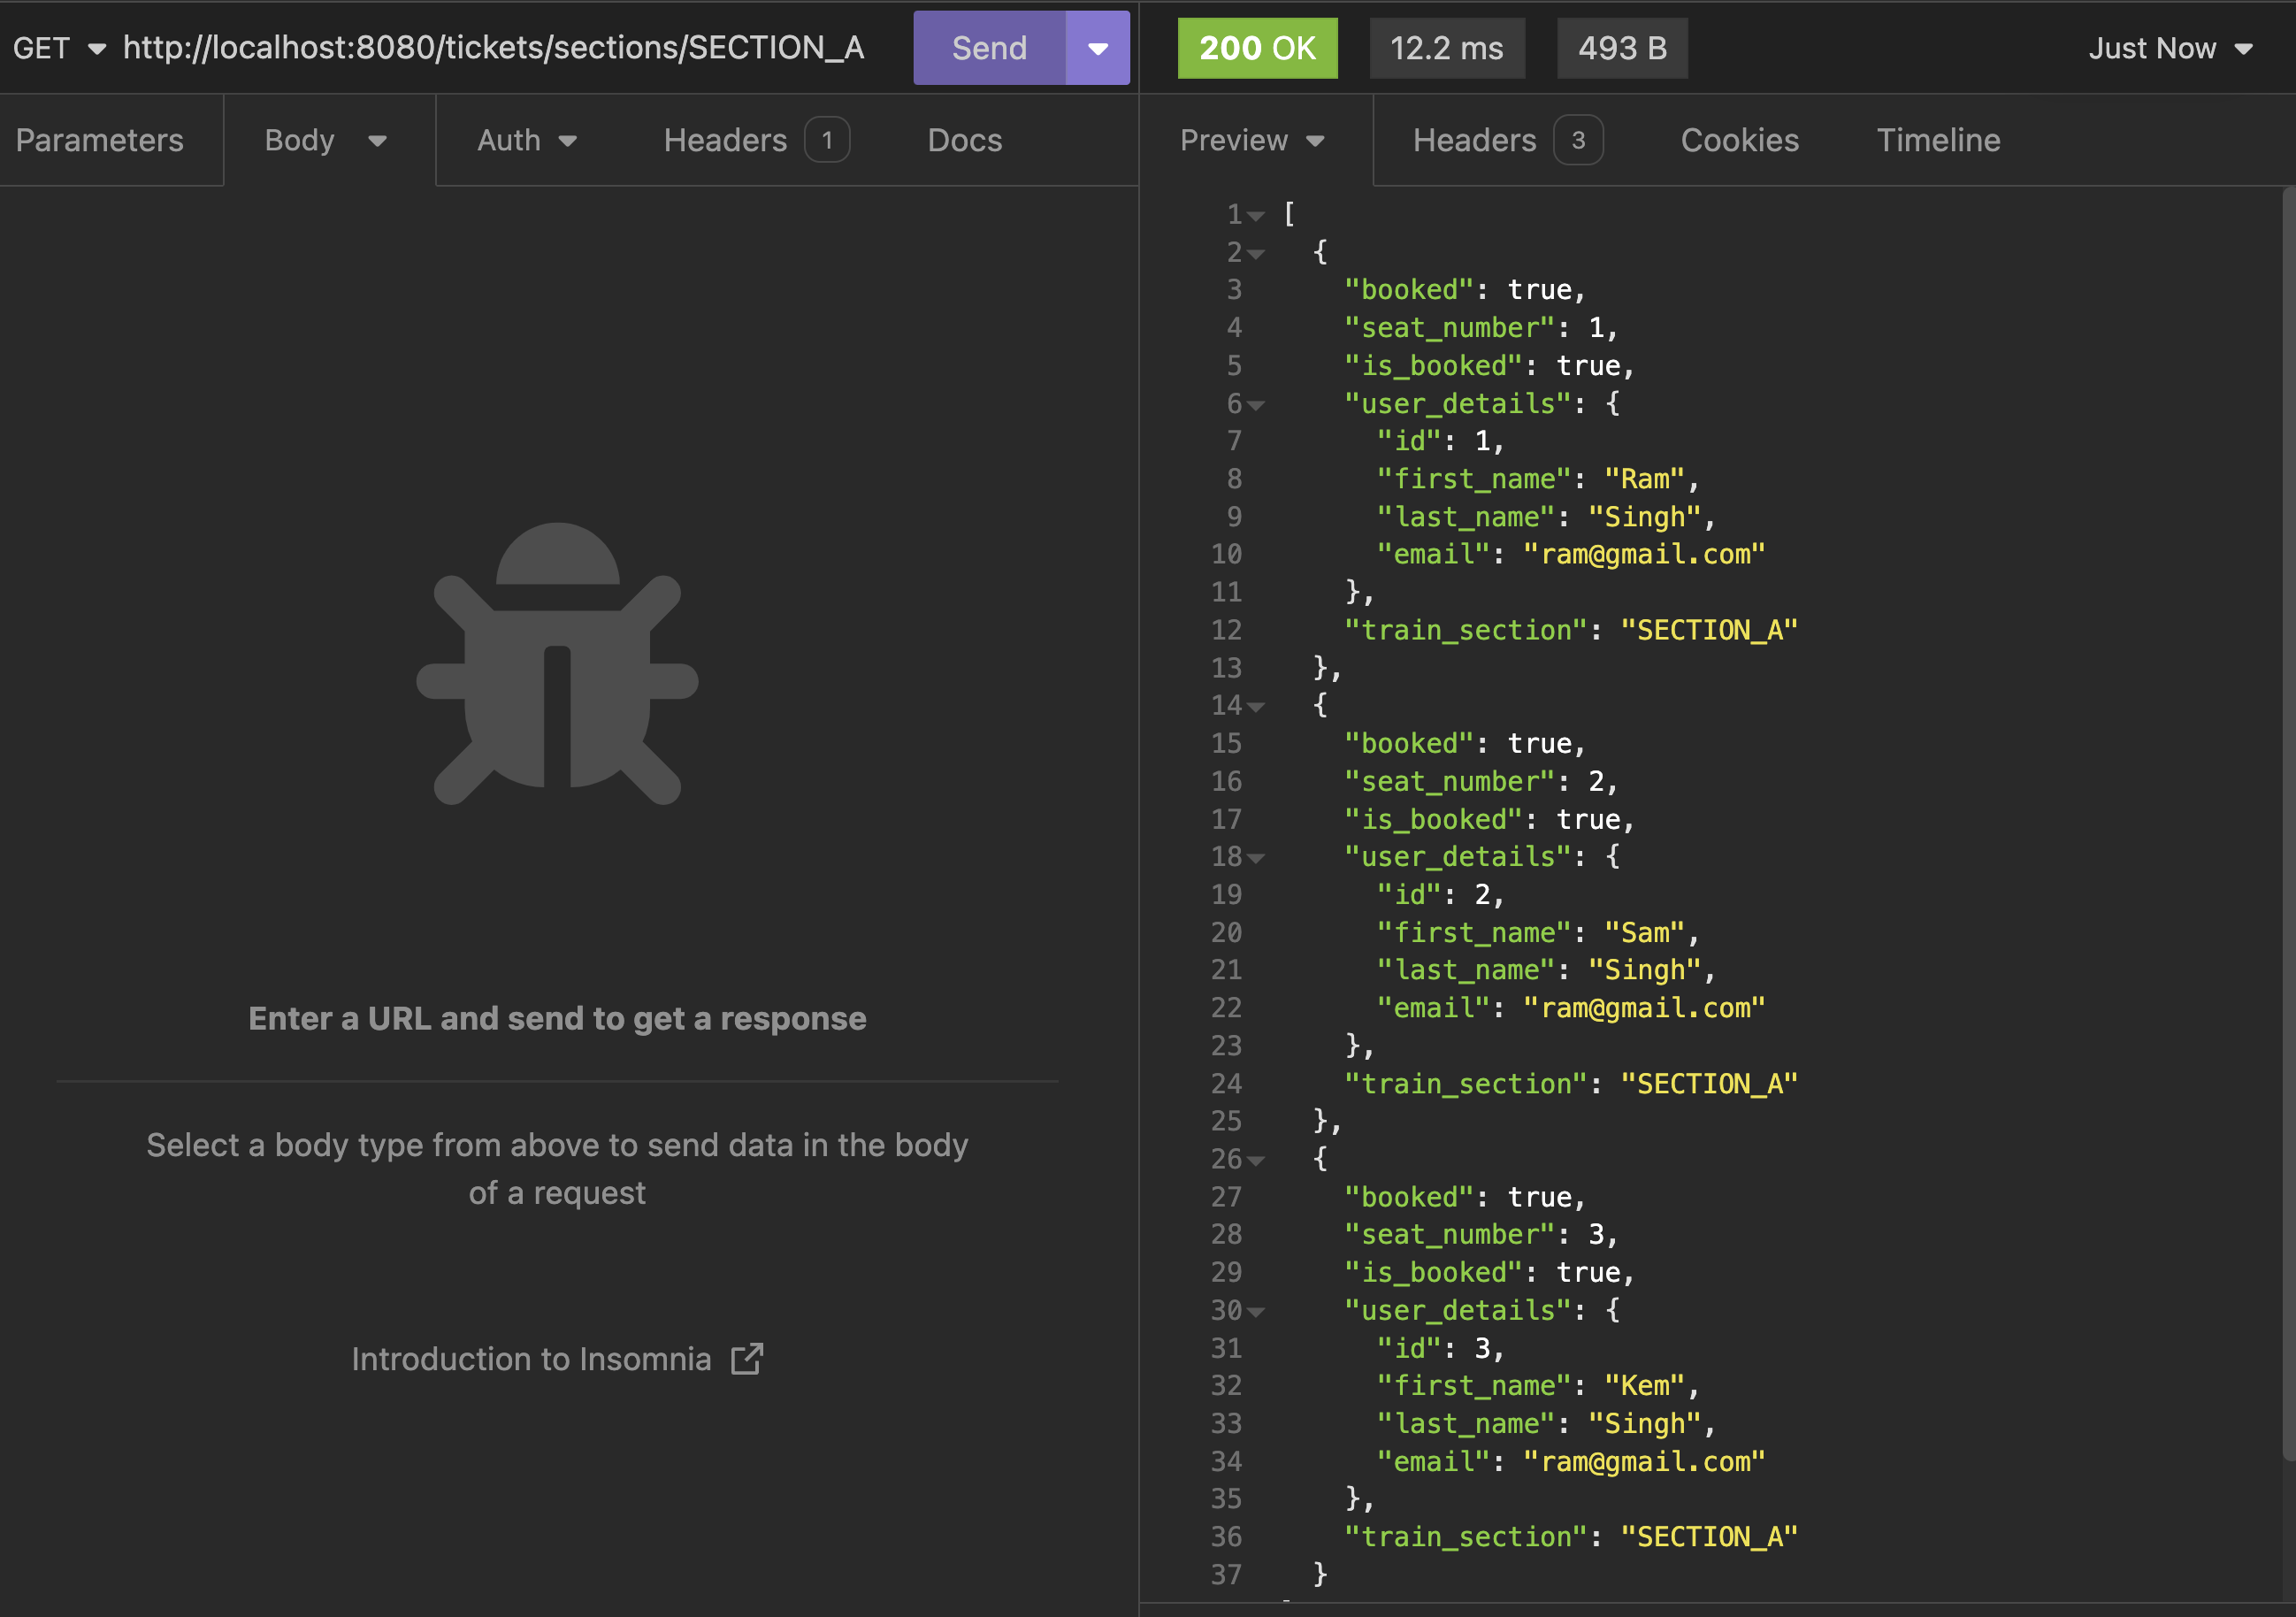 GET http://localhost:8080/tickets/sections/SECTION_A Send
200 OK 12.2 ms 493 B Just Now
Parameters Body Auth Headers 1 Docs
Preview Headers 3 Cookies Timeline
Enter a URL and send to get a response
Select a body type from above to send data in the body
of a request
Introduction to Insomnia
1 [
2 {
3 "booked": true,
4 "seat_number": 1,
5 "is_booked": true,
6 "user_details": {
7 "id": 1,
8 "first_name": "Ram",
9 "last_name": "Singh",
10 "email": "ram@gmail.com"
11 },
12 "train_section": "SECTION_A"
13 },
14 {
15 "booked": true,
16 "seat_number": 2,
17 "is_booked": true,
18 "user_details": {
19 "id": 2,
20 "first_name": "Sam",
21 "last_name": "Singh",
22 "email": "ram@gmail.com"
23 },
24 "train_section": "SECTION_A"
25 },
26 {
27 "booked": true,
28 "seat_number": 3,
29 "is_booked": true,
30 "user_details": {
31 "id": 3,
32 "first_name": "Kem",
33 "last_name": "Singh",
34 "email": "ram@gmail.com"
35 },
36 "train_section": "SECTION_A"
37 }